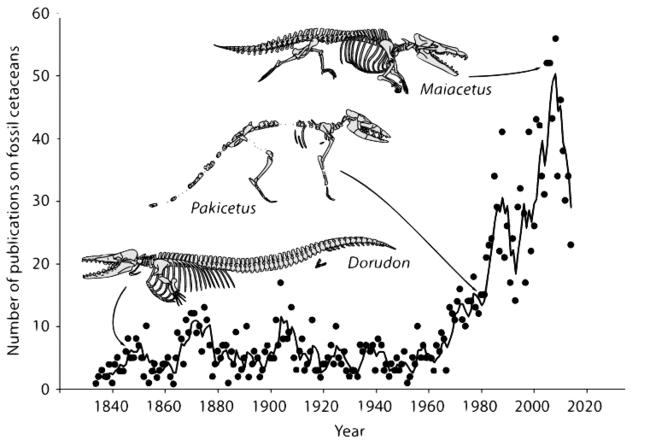 60
50
40
30
20
10
0
Number of publications on fossil cetaceans
Maiacetus
Pakicetus
Dorudon
1840 1860 1880 1900 1920 1940 1960 1980 2000 2020
Year